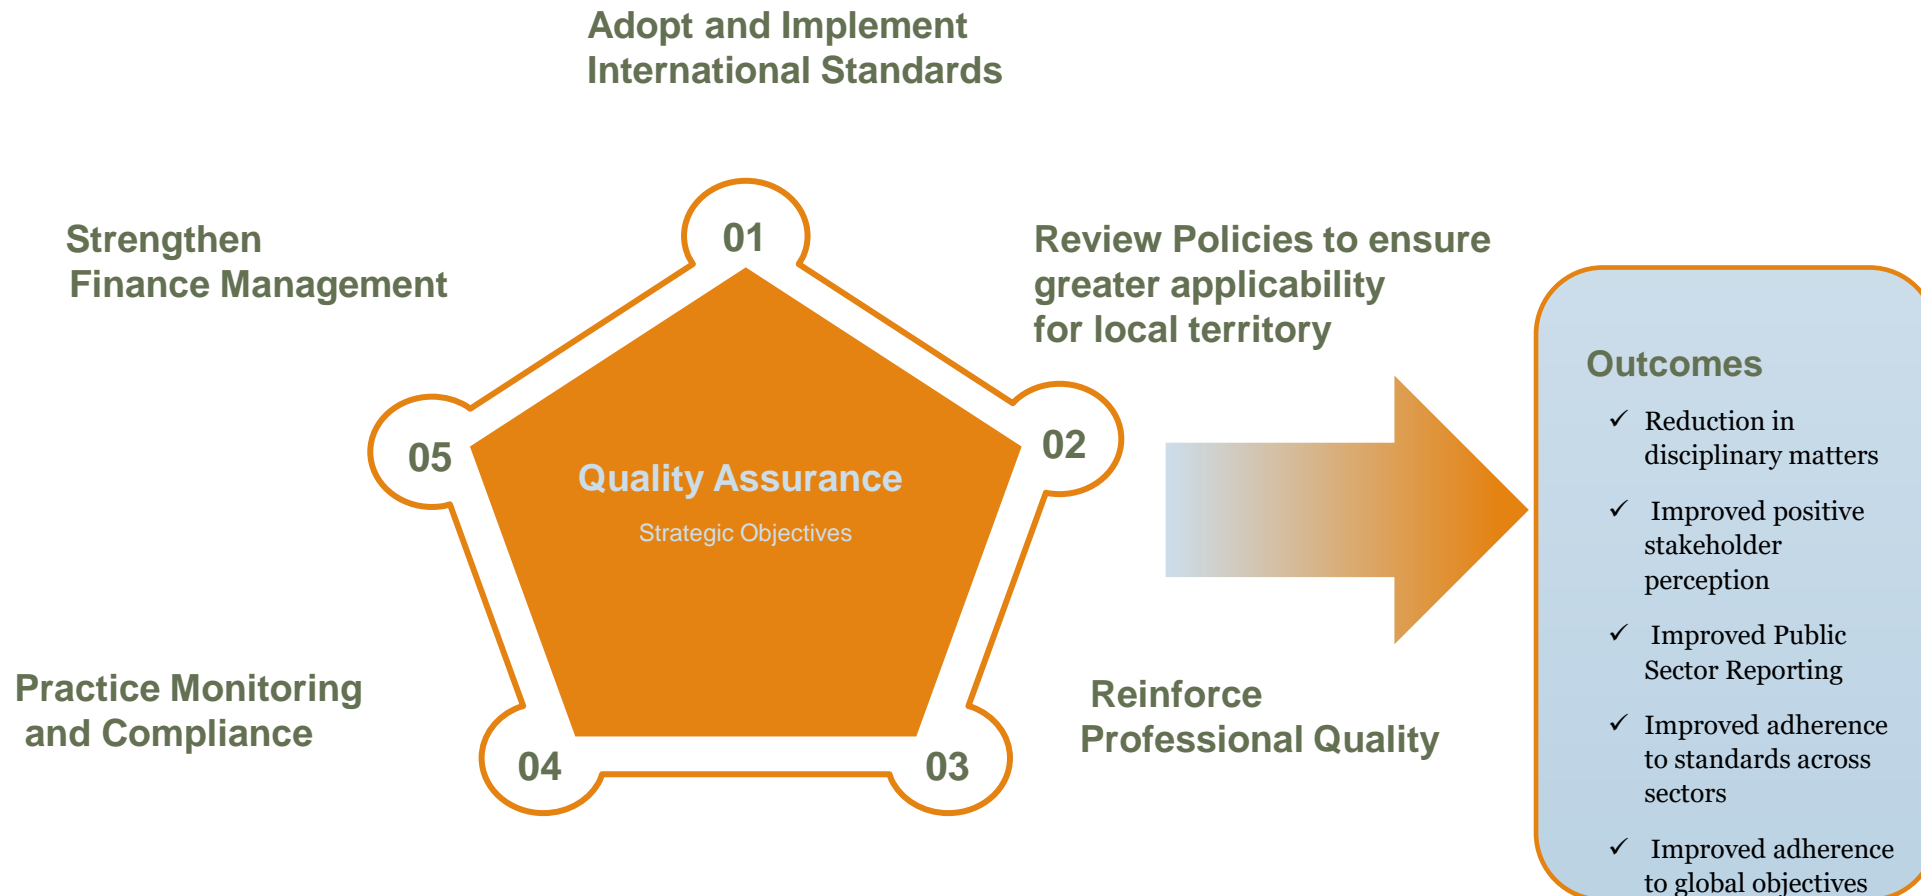 Adopt and Implement
International Standards
Strengthen
Finance Management
01
Review Policies to ensure
greater applicability
for local territory
05
02
Quality Assurance
Strategic Objectives
Practice Monitoring
and Compliance
04
03
Reinforce
Professional Quality
Outcomes
✓ Reduction in
disciplinary matters
✓ Improved positive
stakeholder
perception
✓ Improved Public
Sector Reporting
✓ Improved adherence
to standards across
sectors
✓ Improved adherence
to global objectives